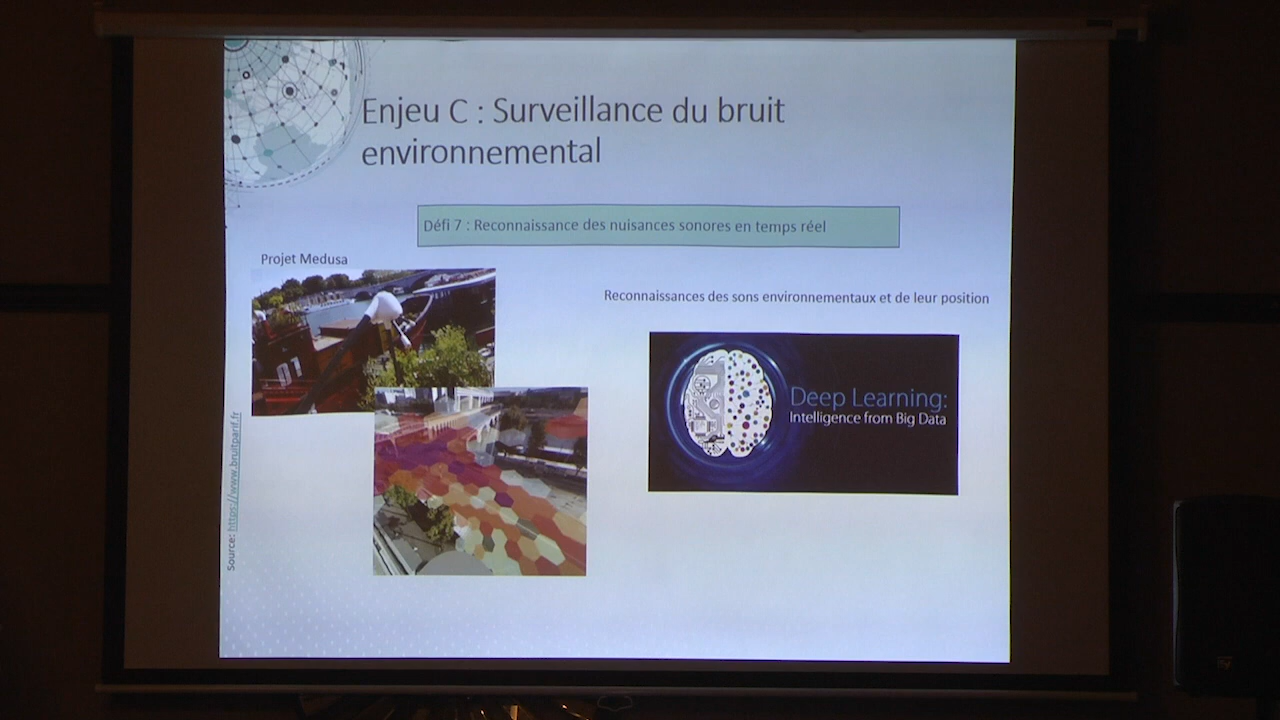 Enjeu C : Surveillance du bruit
environnemental
Défi 7 : Reconnaissance des nuisances sonores en temps réel
Projet Medusa
Reconnaissances des sons environnementaux et de leur position
01
Deep Learning:
Intelligence from Big Data
Source: https://www.bruitparif.fr